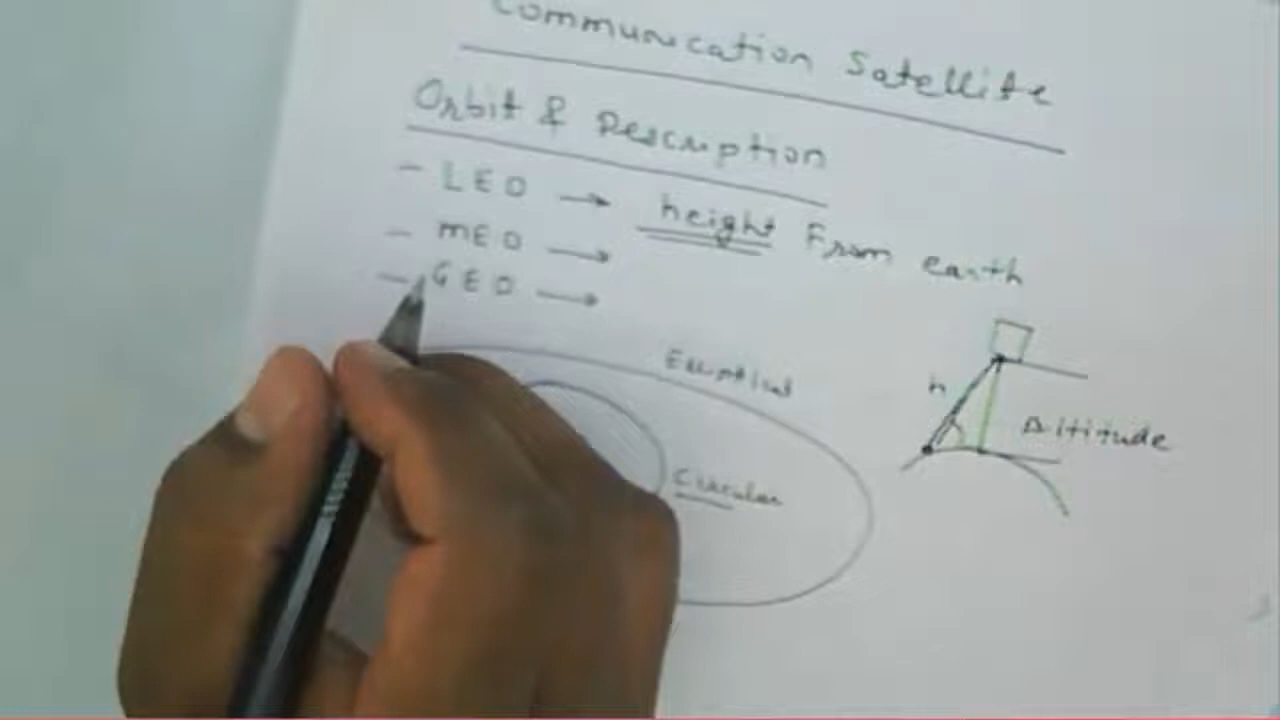 Communication Satellite
Orbit & Description
- LEO → height From earth
- MEO →
- GEO →
Elliptical
Circular
h
Altitude